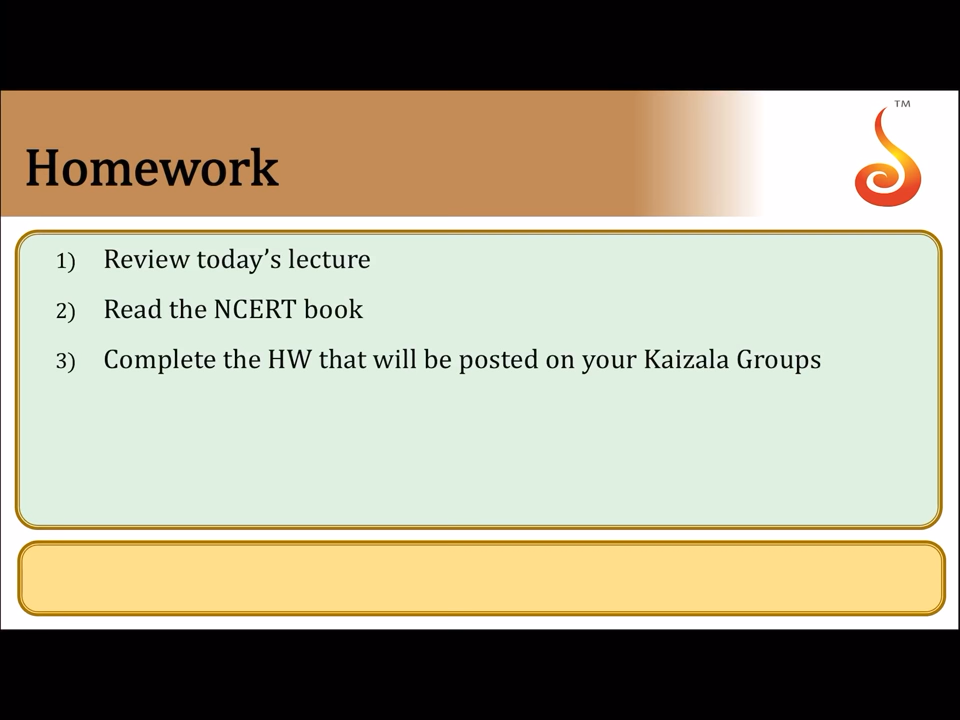 TM
Homework
1) Review today’s lecture
2) Read the NCERT book
3) Complete the HW that will be posted on your Kaizala Groups